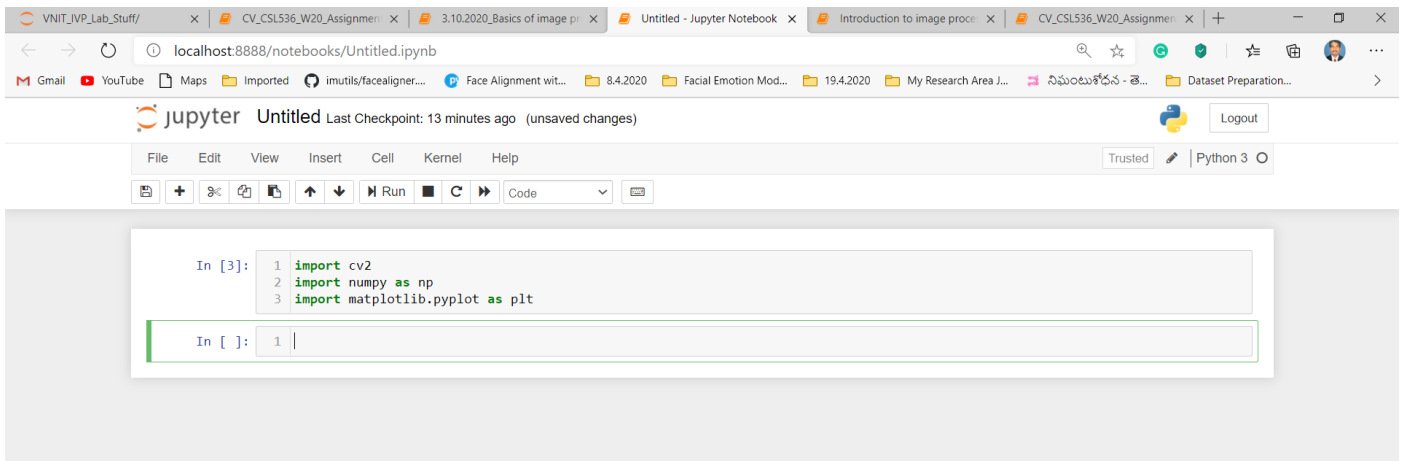 VNIT_IVP_Lab_Stuff/ CV_CSL536_W20_Assignmen 3.10.2020_Basics of image pr Untitled - Jupyter Notebook Introduction to image proce CV_CSL536_W20_Assignmen
localhost:8888/notebooks/Untitled.ipynb
Gmail YouTube Maps Imported imutils/facealigner.... Face Alignment wit... 8.4.2020 Facial Emotion Mod... 19.4.2020 My Research Area J... నిఘంటుశోధన - తె... Dataset Preparation...
jupyter Untitled Last Checkpoint: 13 minutes ago (unsaved changes) Logout
File Edit View Insert Cell Kernel Help Trusted Python 3
Run Code
In [3]: 1 import cv2
2 import numpy as np
3 import matplotlib.pyplot as plt
In [ ]: 1